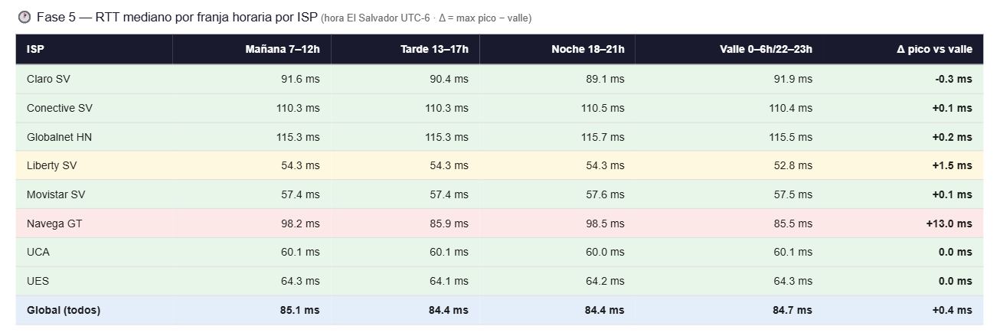 Fase 5 — RTT mediano por franja horaria por ISP (hora El Salvador UTC-6 · Δ = max pico − valle)
ISP Mañana 7–12h Tarde 13–17h Noche 18–21h Valle 0–6h/22–23h Δ pico vs valle
Claro SV 91.6 ms 90.4 ms 89.1 ms 91.9 ms -0.3 ms
Conective SV 110.3 ms 110.3 ms 110.5 ms 110.4 ms +0.1 ms
Globalnet HN 115.3 ms 115.3 ms 115.7 ms 115.5 ms +0.2 ms
Liberty SV 54.3 ms 54.3 ms 54.3 ms 52.8 ms +1.5 ms
Movistar SV 57.4 ms 57.4 ms 57.6 ms 57.5 ms +0.1 ms
Navega GT 98.2 ms 85.9 ms 98.5 ms 85.5 ms +13.0 ms
UCA 60.1 ms 60.1 ms 60.0 ms 60.1 ms 0.0 ms
UES 64.3 ms 64.1 ms 64.2 ms 64.3 ms 0.0 ms
Global (todos) 85.1 ms 84.4 ms 84.4 ms 84.7 ms +0.4 ms